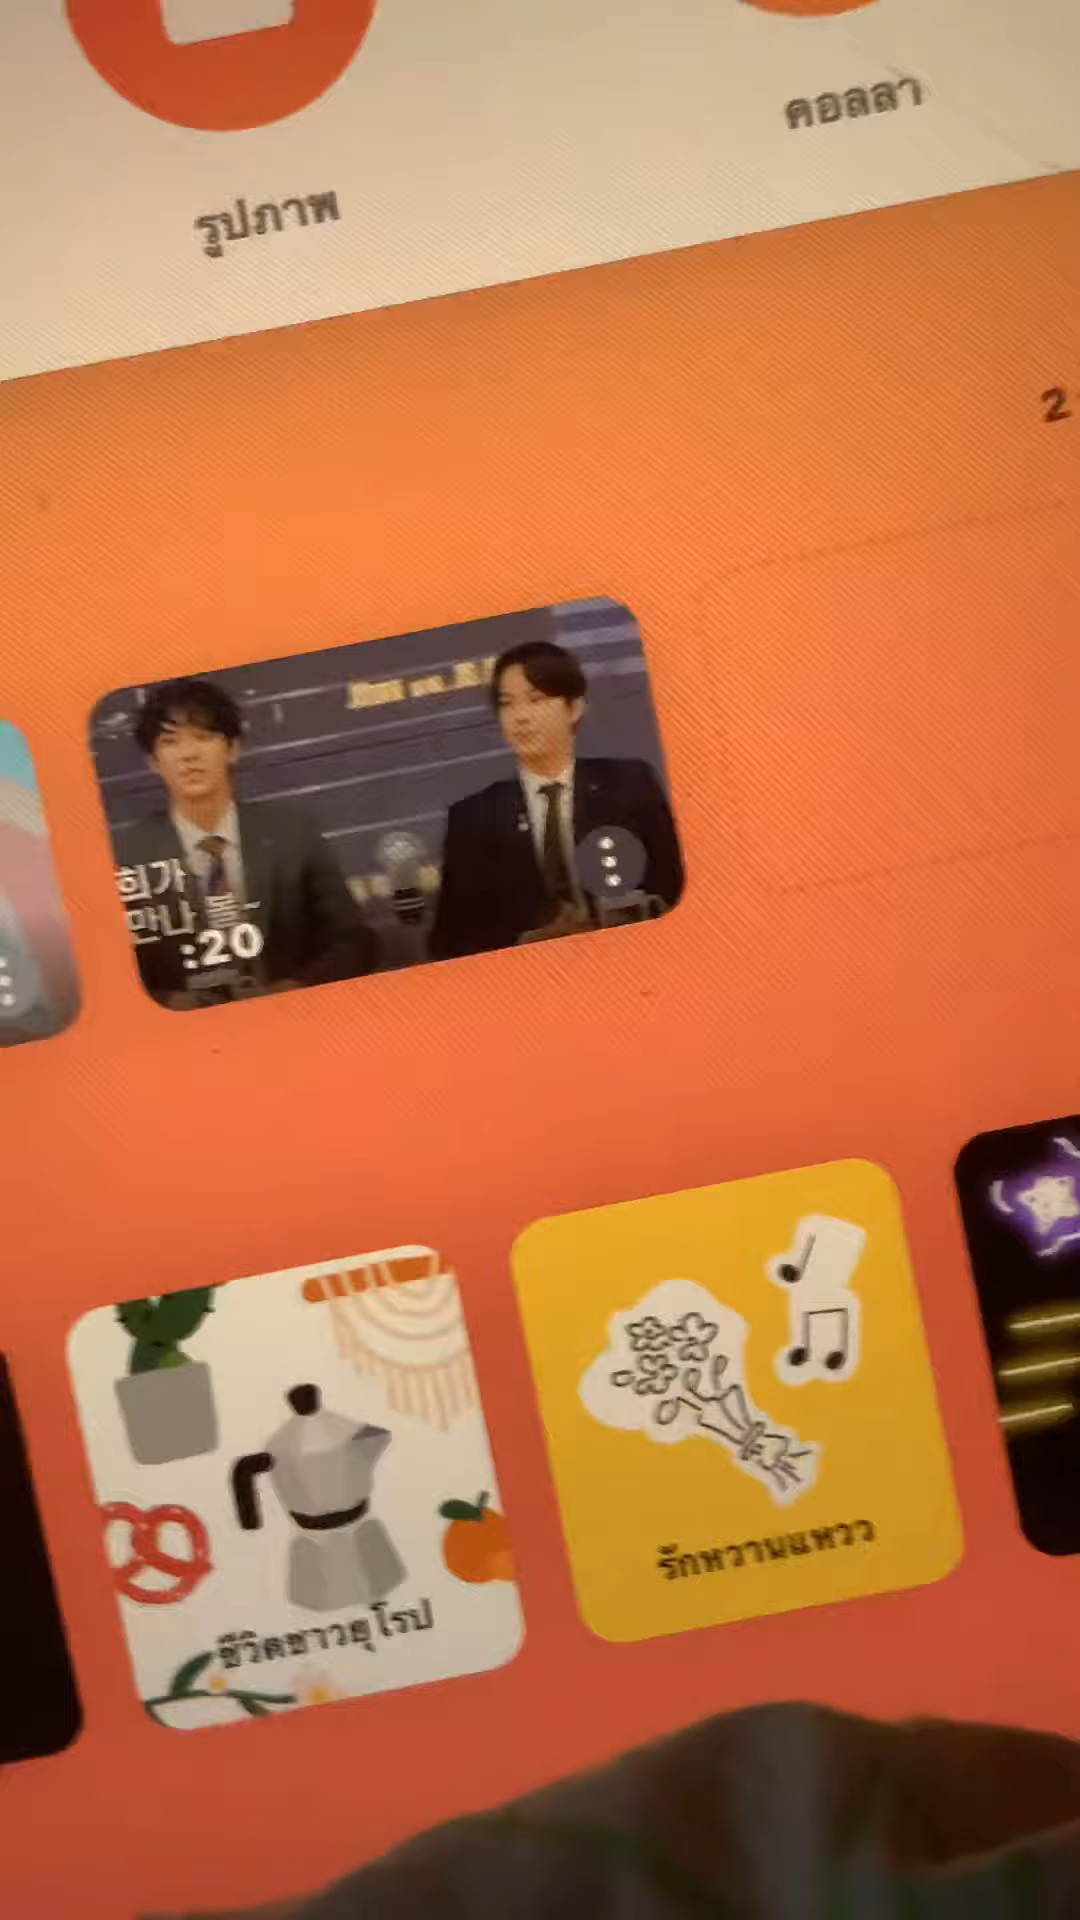 คอลลา
รูปภาพ
2
희가
만나 볼~
:20
รักหวานแหวว
ชีวิตชาวยุโรป